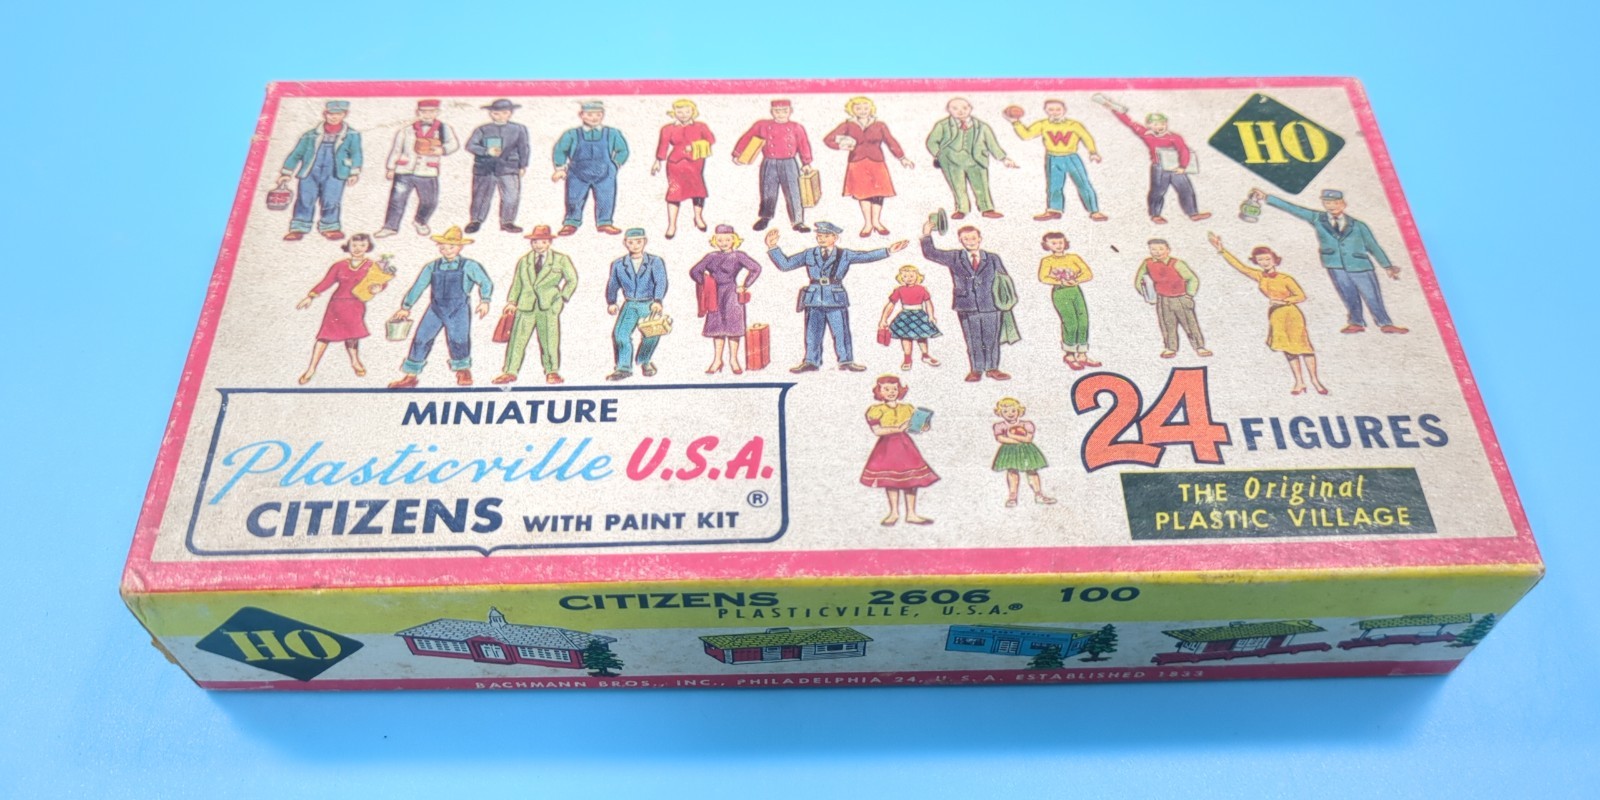 HO
MINIATURE
Plasticville U.S.A.
CITIZENS WITH PAINT KIT ®
W
24 FIGURES
THE Original
PLASTIC VILLAGE
HO
CITIZENS 2606 100
PLASTICVILLE, U.S.A.®
BACHMANN BROS., INC., PHILADELPHIA 24, U.S.A. ESTABLISHED 1833